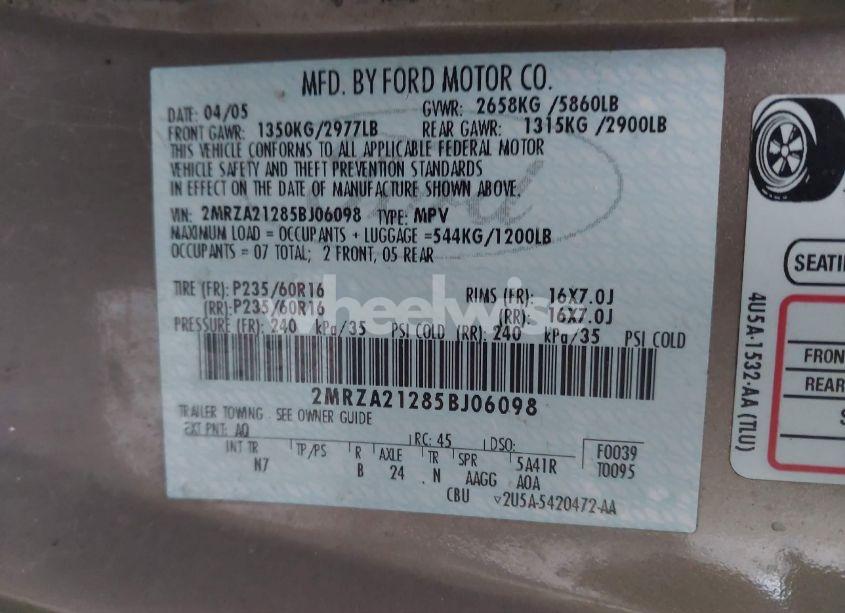 MFD. BY FORD MOTOR CO.
DATE: 04/05 GVWR: 2658KG /5860LB
FRONT GAWR: 1350KG/2977LB REAR GAWR: 1315KG /2900LB
THIS VEHICLE CONFORMS TO ALL APPLICABLE FEDERAL MOTOR
VEHICLE SAFETY AND THEFT PREVENTION STANDARDS
IN EFFECT ON THE DATE OF MANUFACTURE SHOWN ABOVE.
VIN: 2MRZA21285BJ06098 TYPE: MPV
MAXIMUM LOAD = OCCUPANTS + LUGGAGE =544KG/1200LB
OCCUPANTS = 07 TOTAL; 2 FRONT, 05 REAR
TIRE (FR): P235/60R16 RIMS (FR): 16X7.0J
(RR): P235/60R16 (RR): 16X7.0J
PRESSURE (FR): 240 kPa/35 PSI COLD (RR): 240 kPa/35 PSI COLD
2MRZA21285BJ06098
TRAILER TOWING - SEE OWNER GUIDE
EXT PNT: AQ RC: 45 DSO: F0039
INT TR TP/PS R AXLE TR SPR 5A41R T0095
N7 B 24 N AAGG AOA
CBU ▿2U5A-5420472-AA
Ford
wheelwise
SEATI
FRON
REAR
4U5A-1532-AA (TLU)